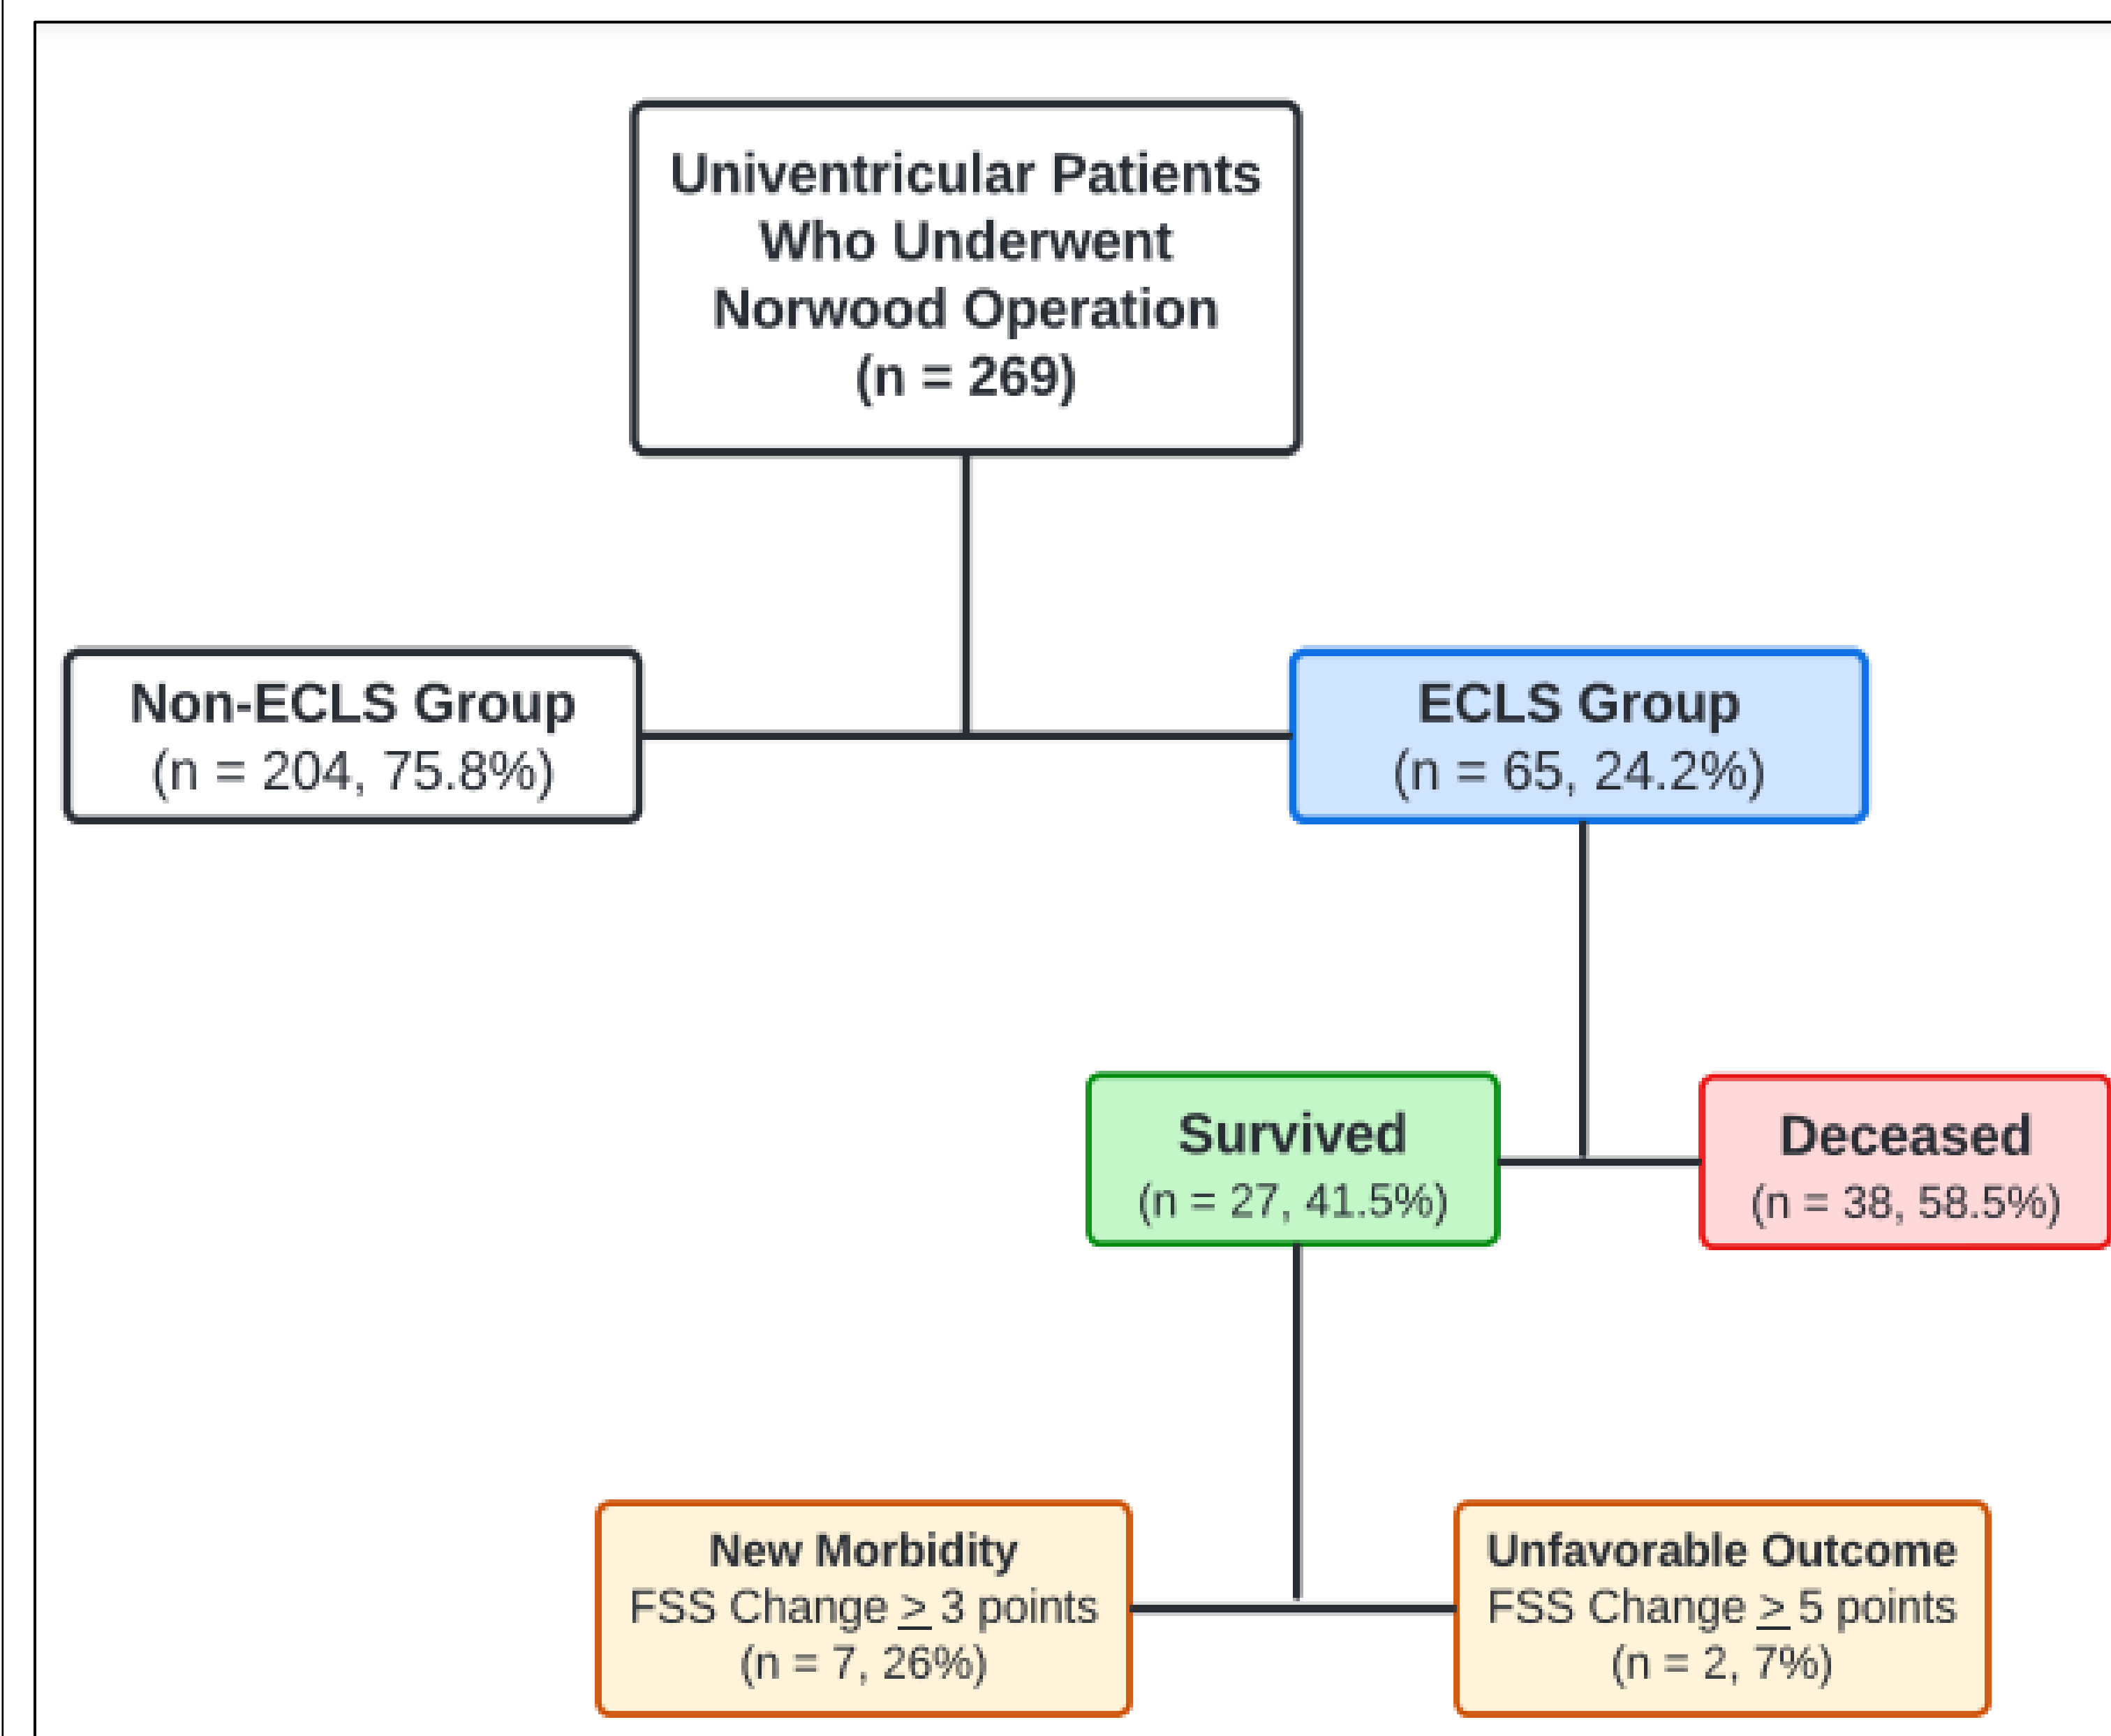 Univentricular Patients
Who Underwent
Norwood Operation
(n = 269)
Non-ECLS Group
(n = 204, 75.8%)
ECLS Group
(n = 65, 24.2%)
Survived
(n = 27, 41.5%)
Deceased
(n = 38, 58.5%)
New Morbidity
FSS Change ≥ 3 points
(n = 7, 26%)
Unfavorable Outcome
FSS Change ≥ 5 points
(n = 2, 7%)